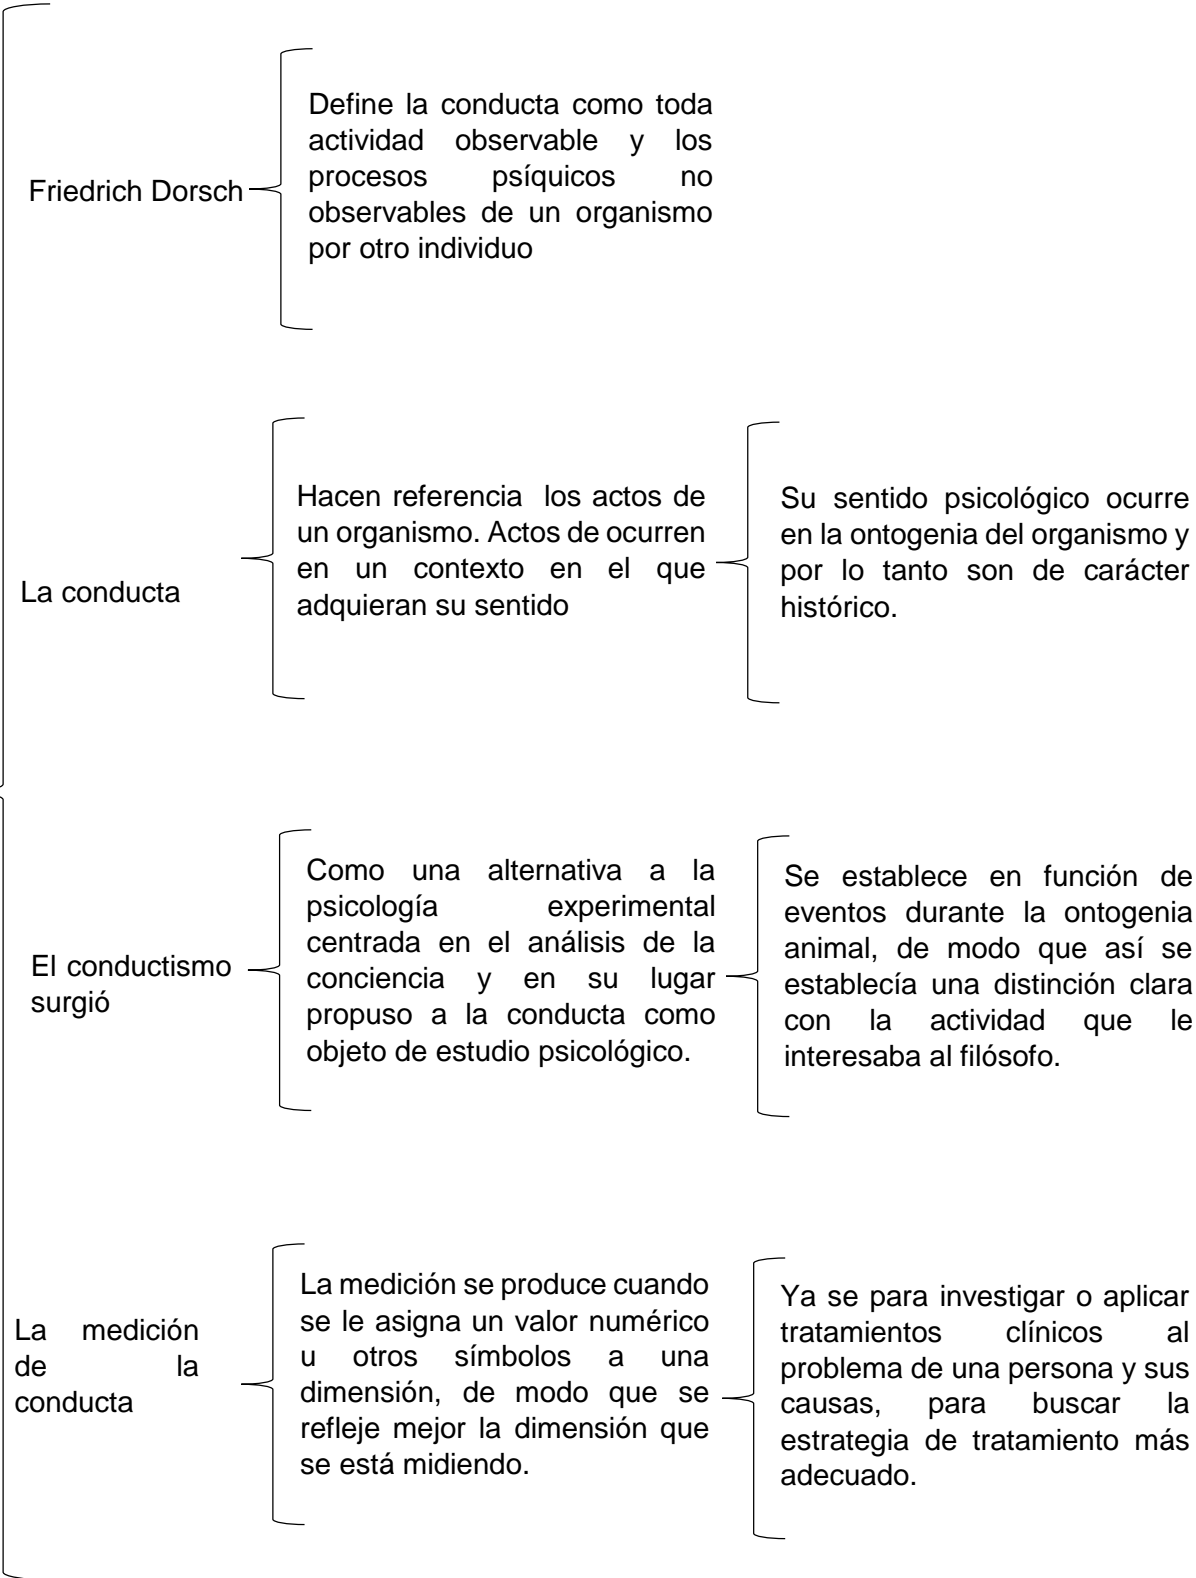 Friedrich Dorsch
Define la conducta como toda
actividad observable y los
procesos psíquicos no
observables de un organismo
por otro individuo
La conducta
Hacen referencia los actos de
un organismo. Actos de ocurren
en un contexto en el que
adquieran su sentido
Su sentido psicológico ocurre
en la ontogenia del organismo y
por lo tanto son de carácter
histórico.
El conductismo
surgió
Como una alternativa a la
psicología experimental
centrada en el análisis de la
conciencia y en su lugar
propuso a la conducta como
objeto de estudio psicológico.
Se establece en función de
eventos durante la ontogenia
animal, de modo que así se
establecía una distinción clara
con la actividad que le
interesaba al filósofo.
La medición
de la
conducta
La medición se produce cuando
se le asigna un valor numérico
u otros símbolos a una
dimensión, de modo que se
refleje mejor la dimensión que
se está midiendo.
Ya se para investigar o aplicar
tratamientos clínicos al
problema de una persona y sus
causas, para buscar la
estrategia de tratamiento más
adecuado.